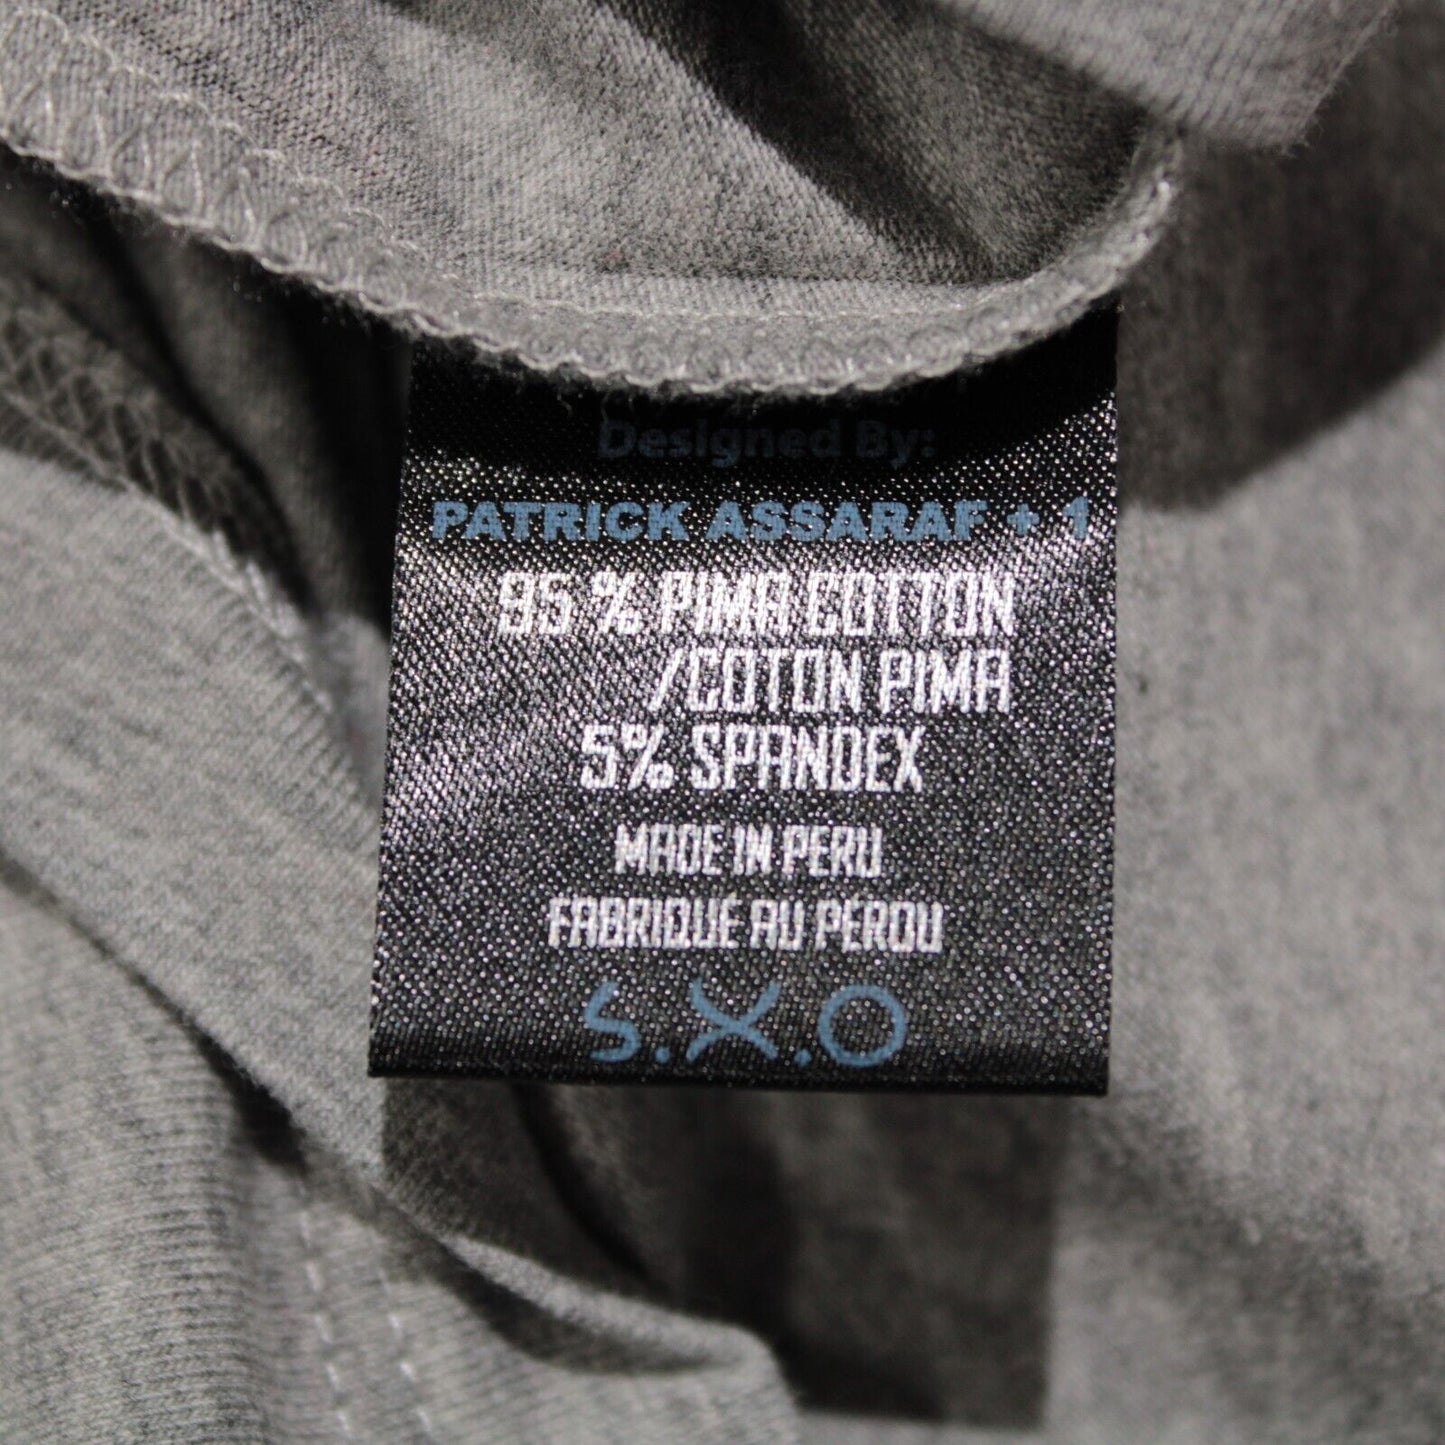 Designed By:
PATRICK ASSARAF + 1
95 % PIMA COTTON
/COTON PIMA
5% SPANDEX
MADE IN PERU
FABRIQUE AU PEROU
S.X.O